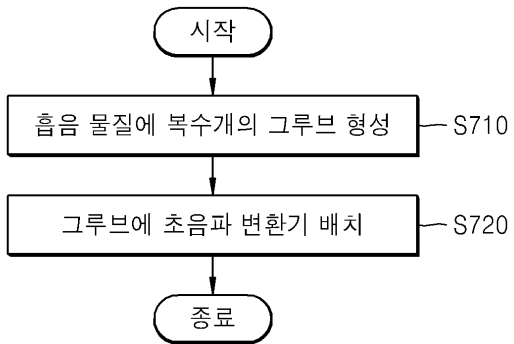 시작
흡음 물질에 복수개의 그루브 형성
S710
그루브에 초음파 변환기 배치
S720
종료